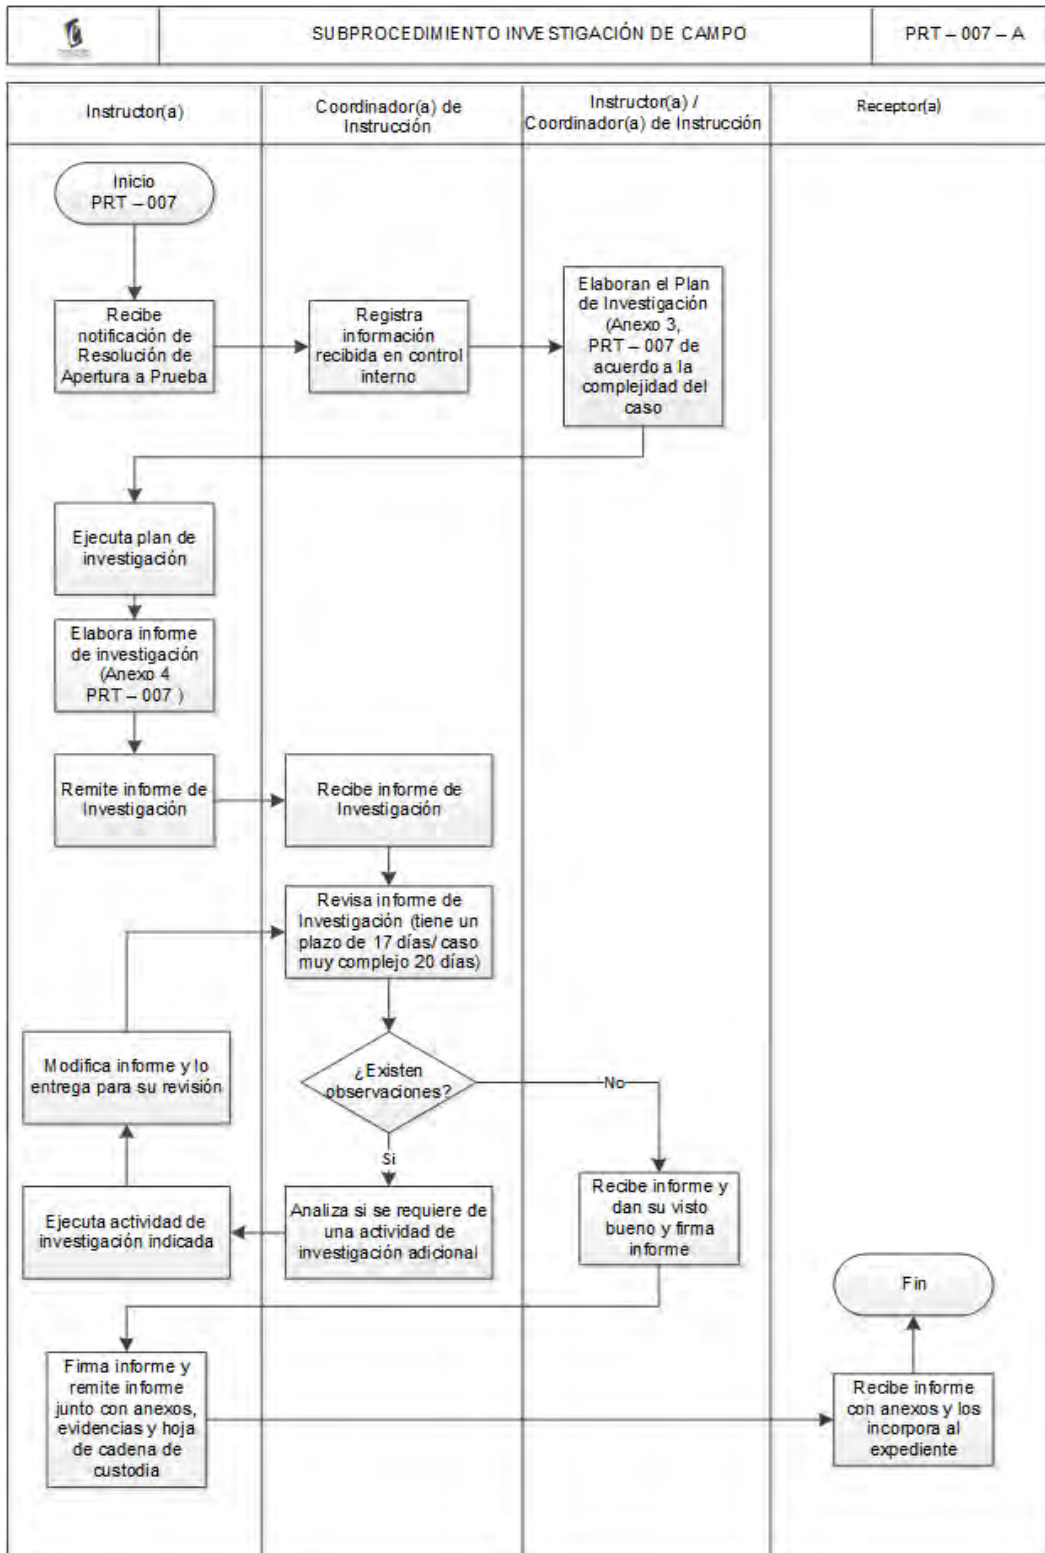 SUBPROCEDIMIENTO INVESTIGACIÓN DE CAMPO
PRT – 007 – A
Instructor(a)
Coordinador(a) de
Instrucción
Instructor(a) /
Coordinador(a) de Instrucción
Receptor(a)
Inicio
PRT – 007
Recibe
notificación de
Resolución de
Apertura a Prueba
Registra
información
recibida en control
interno
Elaboran el Plan
de Investigación
(Anexo 3,
PRT – 007 de
acuerdo a la
complejidad del
caso
Ejecuta plan de
investigación
Elabora informe
de investigación
(Anexo 4
PRT – 007 )
Remite informe de
Investigación
Recibe informe de
Investigación
Revisa informe de
Investigación (tiene un
plazo de 17 días/ caso
muy complejo 20 días)
Modifica informe y lo
entrega para su revisión
¿Existen
observaciones?
No
Si
Ejecuta actividad de
investigación indicada
Analiza si se requiere de
una actividad de
investigación adicional
Recibe informe y
dan su visto
bueno y firma
informe
Fin
Firma informe y
remite informe
junto con anexos,
evidencias y hoja
de cadena de
custodia
Recibe informe
con anexos y los
incorpora al
expediente